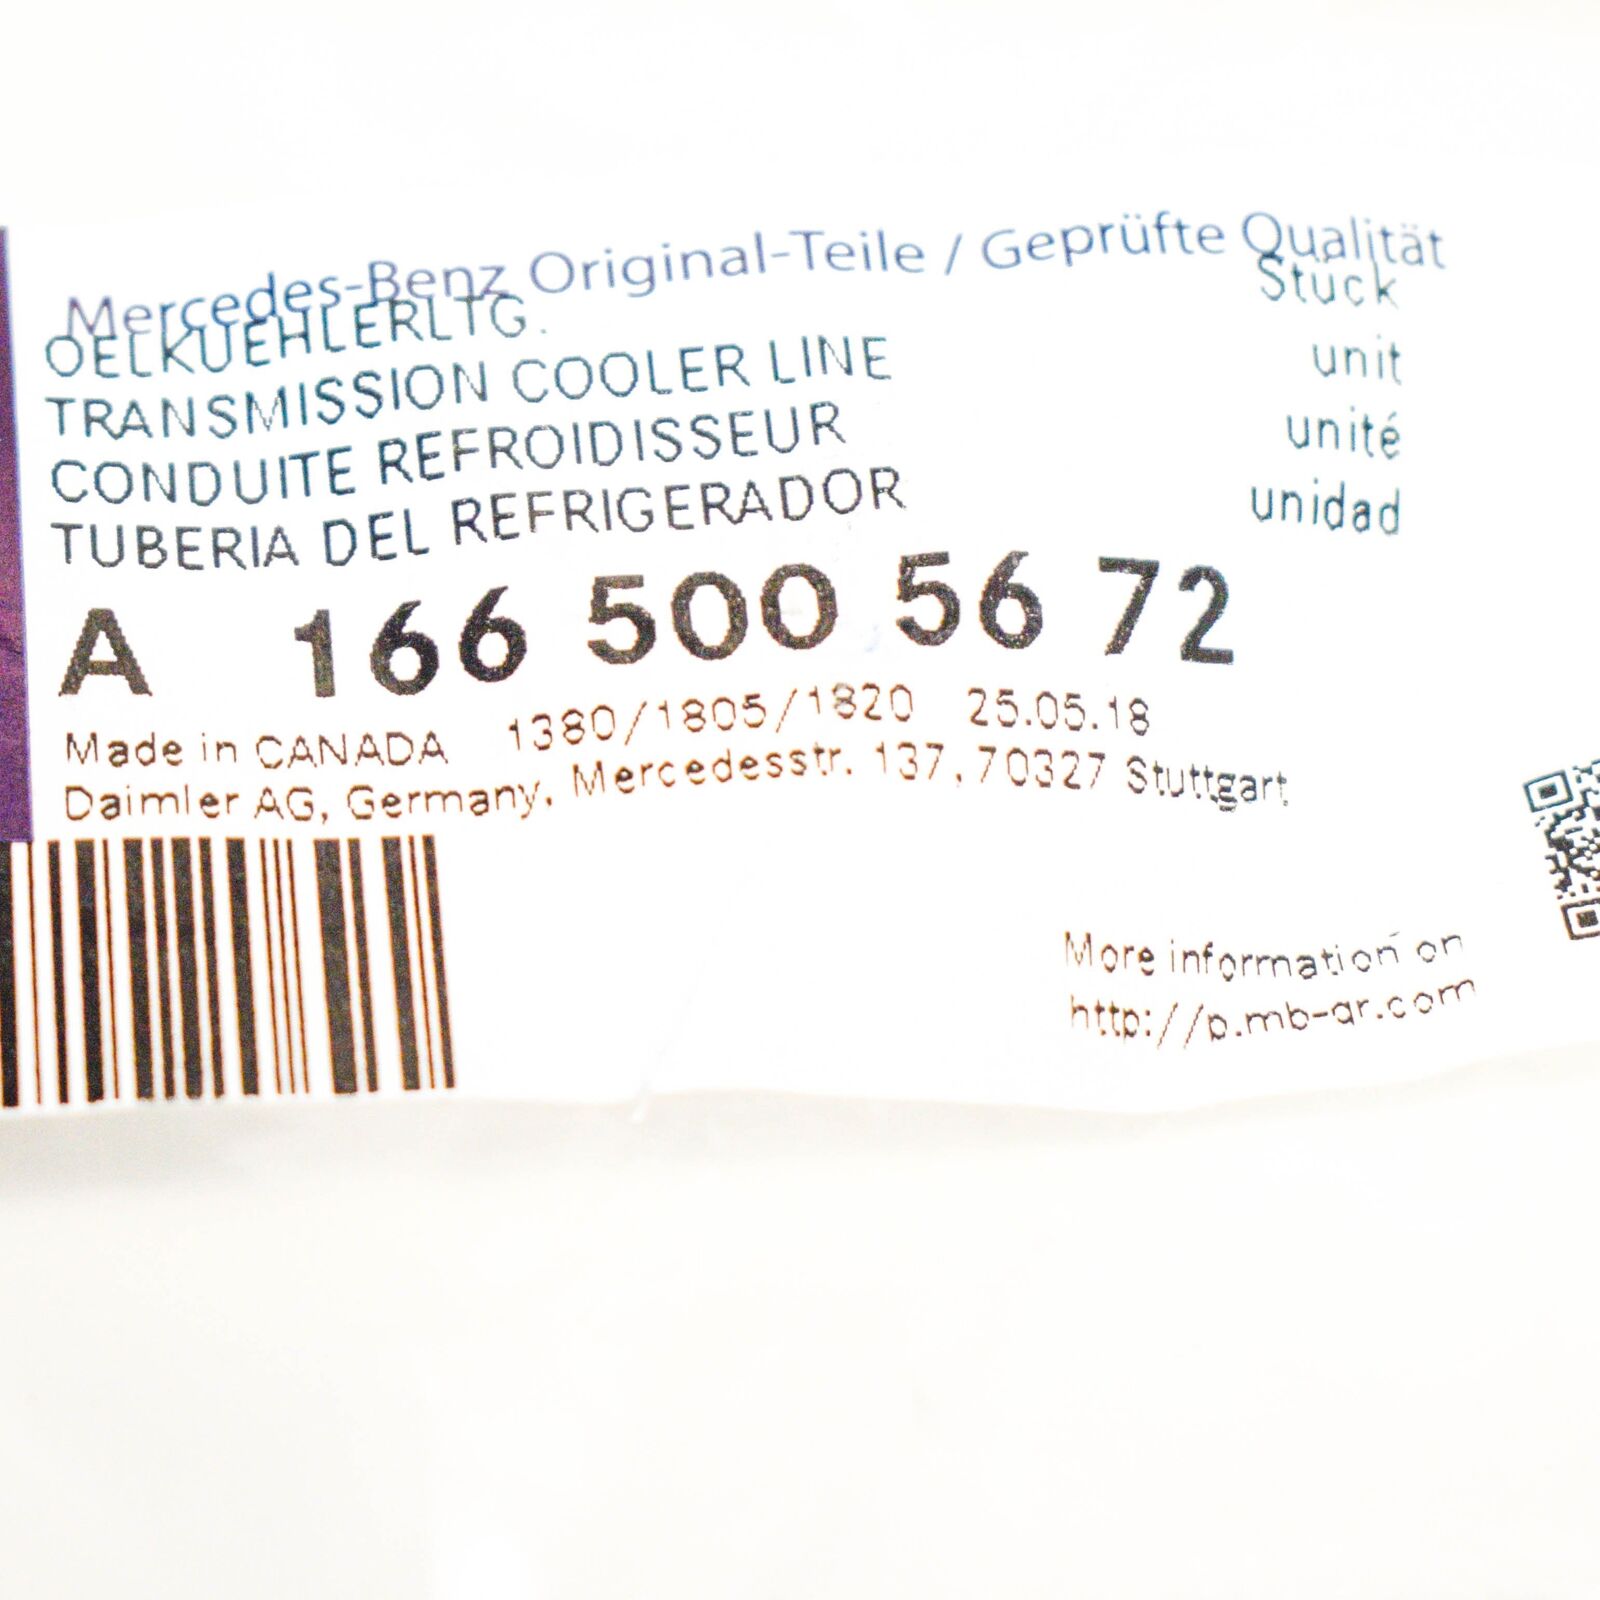 Mercedes-Benz Original-Teile / Geprüfte Qualität
OELKUEHLERLTG. Stück
TRANSMISSION COOLER LINE unit
CONDUITE REFROIDISSEUR unité
TUBERIA DEL REFRIGERADOR unidad
A 166 500 56 72
Made in CANADA 1380/1805/1820 25.05.18
Daimler AG, Germany, Mercedesstr. 137, 70327 Stuttgart
More information on
http://p.mb-qr.com